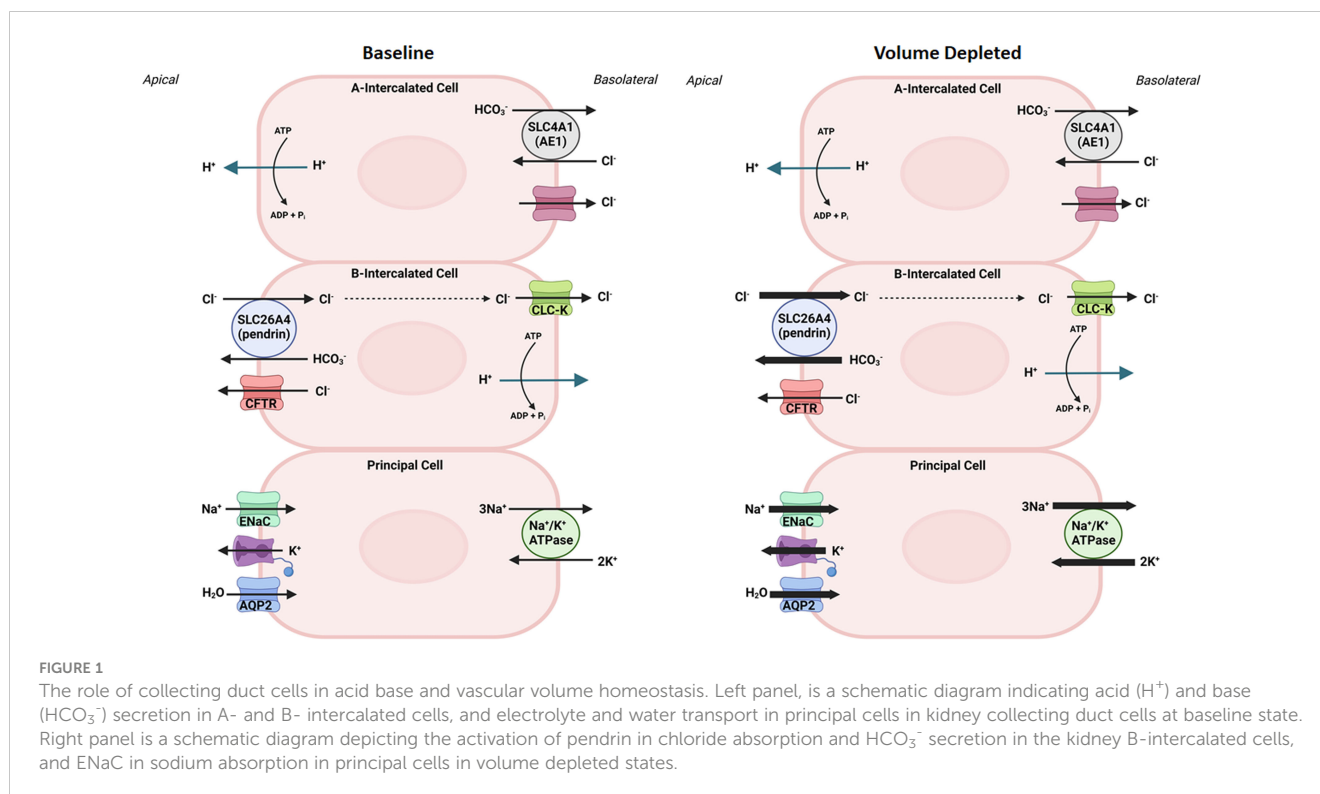 Baseline
Apical
Basolateral
A-Intercalated Cell
HCO₃⁻
SLC4A1
(AE1)
Cl⁻
ATP
H⁺
H⁺
ADP + Pᵢ
Cl⁻
B-Intercalated Cell
Cl⁻
Cl⁻
Cl⁻
Cl⁻
CLC-K
SLC26A4
(pendrin)
HCO₃⁻
ATP
H⁺
ADP + Pᵢ
Cl⁻
CFTR
Principal Cell
Na⁺
ENaC
K⁺
H₂O
AQP2
3Na⁺
Na⁺/K⁺
ATPase
2K⁺
Volume Depleted
Apical
Basolateral
A-Intercalated Cell
HCO₃⁻
SLC4A1
(AE1)
Cl⁻
ATP
H⁺
H⁺
ADP + Pᵢ
Cl⁻
B-Intercalated Cell
Cl⁻
Cl⁻
Cl⁻
Cl⁻
CLC-K
SLC26A4
(pendrin)
HCO₃⁻
ATP
H⁺
ADP + Pᵢ
Cl⁻
CFTR
Principal Cell
Na⁺
ENaC
K⁺
H₂O
AQP2
3Na⁺
Na⁺/K⁺
ATPase
2K⁺
FIGURE 1
The role of collecting duct cells in acid base and vascular volume homeostasis. Left panel, is a schematic diagram indicating acid (H⁺) and base
(HCO₃⁻) secretion in A- and B- intercalated cells, and electrolyte and water transport in principal cells in kidney collecting duct cells at baseline state.
Right panel is a schematic diagram depicting the activation of pendrin in chloride absorption and HCO₃⁻ secretion in the kidney B-intercalated cells,
and ENaC in sodium absorption in principal cells in volume depleted states.